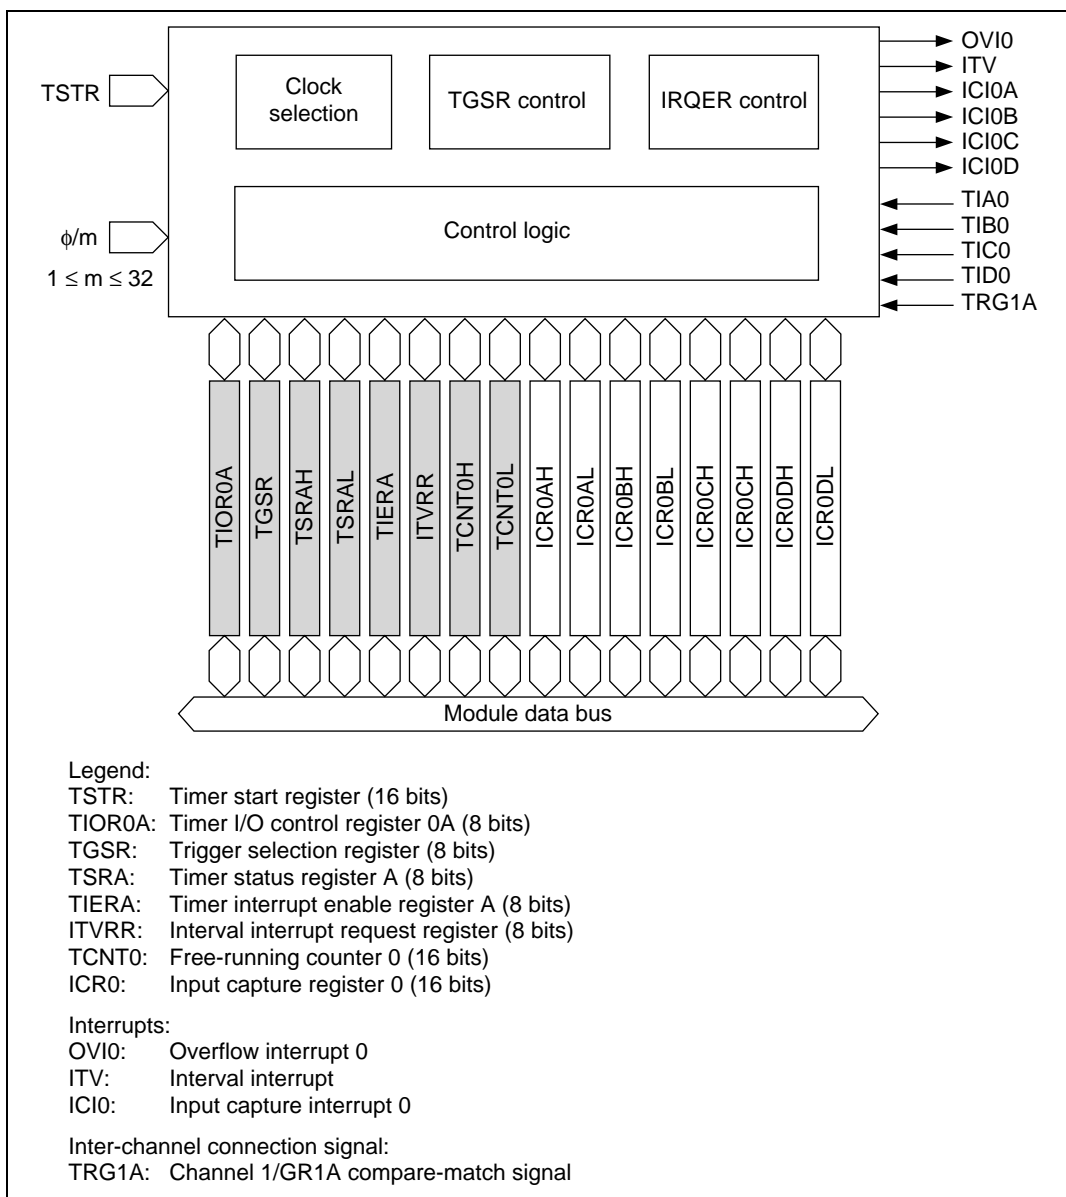 TSTR
Clock
selection
TGSR control
IRQER control
OVI0
ITV
ICI0A
ICI0B
ICI0C
ICI0D
ϕ/m
1 ≤ m ≤ 32
Control logic
TIA0
TIB0
TIC0
TID0
TRG1A
TIOR0A
TGSR
TSRAH
TSRAL
TIERA
ITVRR
TCNT0H
TCNT0L
ICR0AH
ICR0AL
ICR0BH
ICR0BL
ICR0CH
ICR0CH
ICR0DH
ICR0DL
Module data bus
Legend:
TSTR: Timer start register (16 bits)
TIOR0A: Timer I/O control register 0A (8 bits)
TGSR: Trigger selection register (8 bits)
TSRA: Timer status register A (8 bits)
TIERA: Timer interrupt enable register A (8 bits)
ITVRR: Interval interrupt request register (8 bits)
TCNT0: Free-running counter 0 (16 bits)
ICR0: Input capture register 0 (16 bits)
Interrupts:
OVI0: Overflow interrupt 0
ITV: Interval interrupt
ICI0: Input capture interrupt 0
Inter-channel connection signal:
TRG1A: Channel 1/GR1A compare-match signal